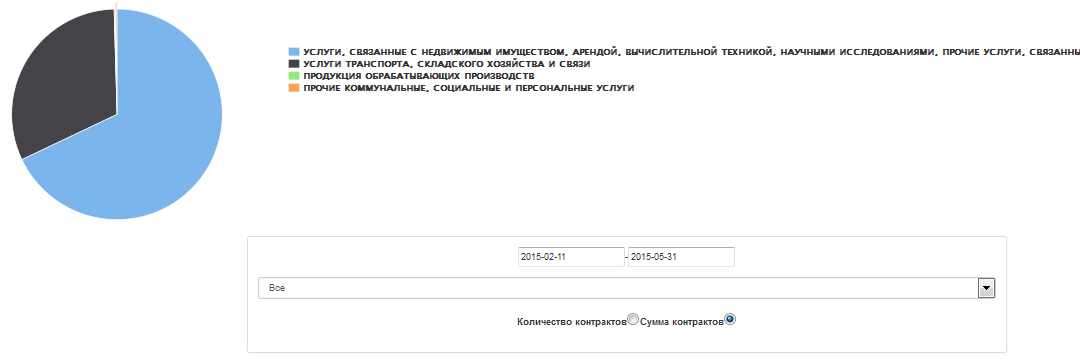 УСЛУГИ, СВЯЗАННЫЕ С НЕДВИЖИМЫМ ИМУЩЕСТВОМ, АРЕНДОЙ, ВЫЧИСЛИТЕЛЬНОЙ ТЕХНИКОЙ, НАУЧНЫМИ ИССЛЕДОВАНИЯМИ, ПРОЧИЕ УСЛУГИ, СВЯЗАННЫ
УСЛУГИ ТРАНСПОРТА, СКЛАДСКОГО ХОЗЯЙСТВА И СВЯЗИ
ПРОДУКЦИЯ ОБРАБАТЫВАЮЩИХ ПРОИЗВОДСТВ
ПРОЧИЕ КОММУНАЛЬНЫЕ, СОЦИАЛЬНЫЕ И ПЕРСОНАЛЬНЫЕ УСЛУГИ
2015-02-11 - 2015-05-31
Все
Количество контрактов Сумма контрактов